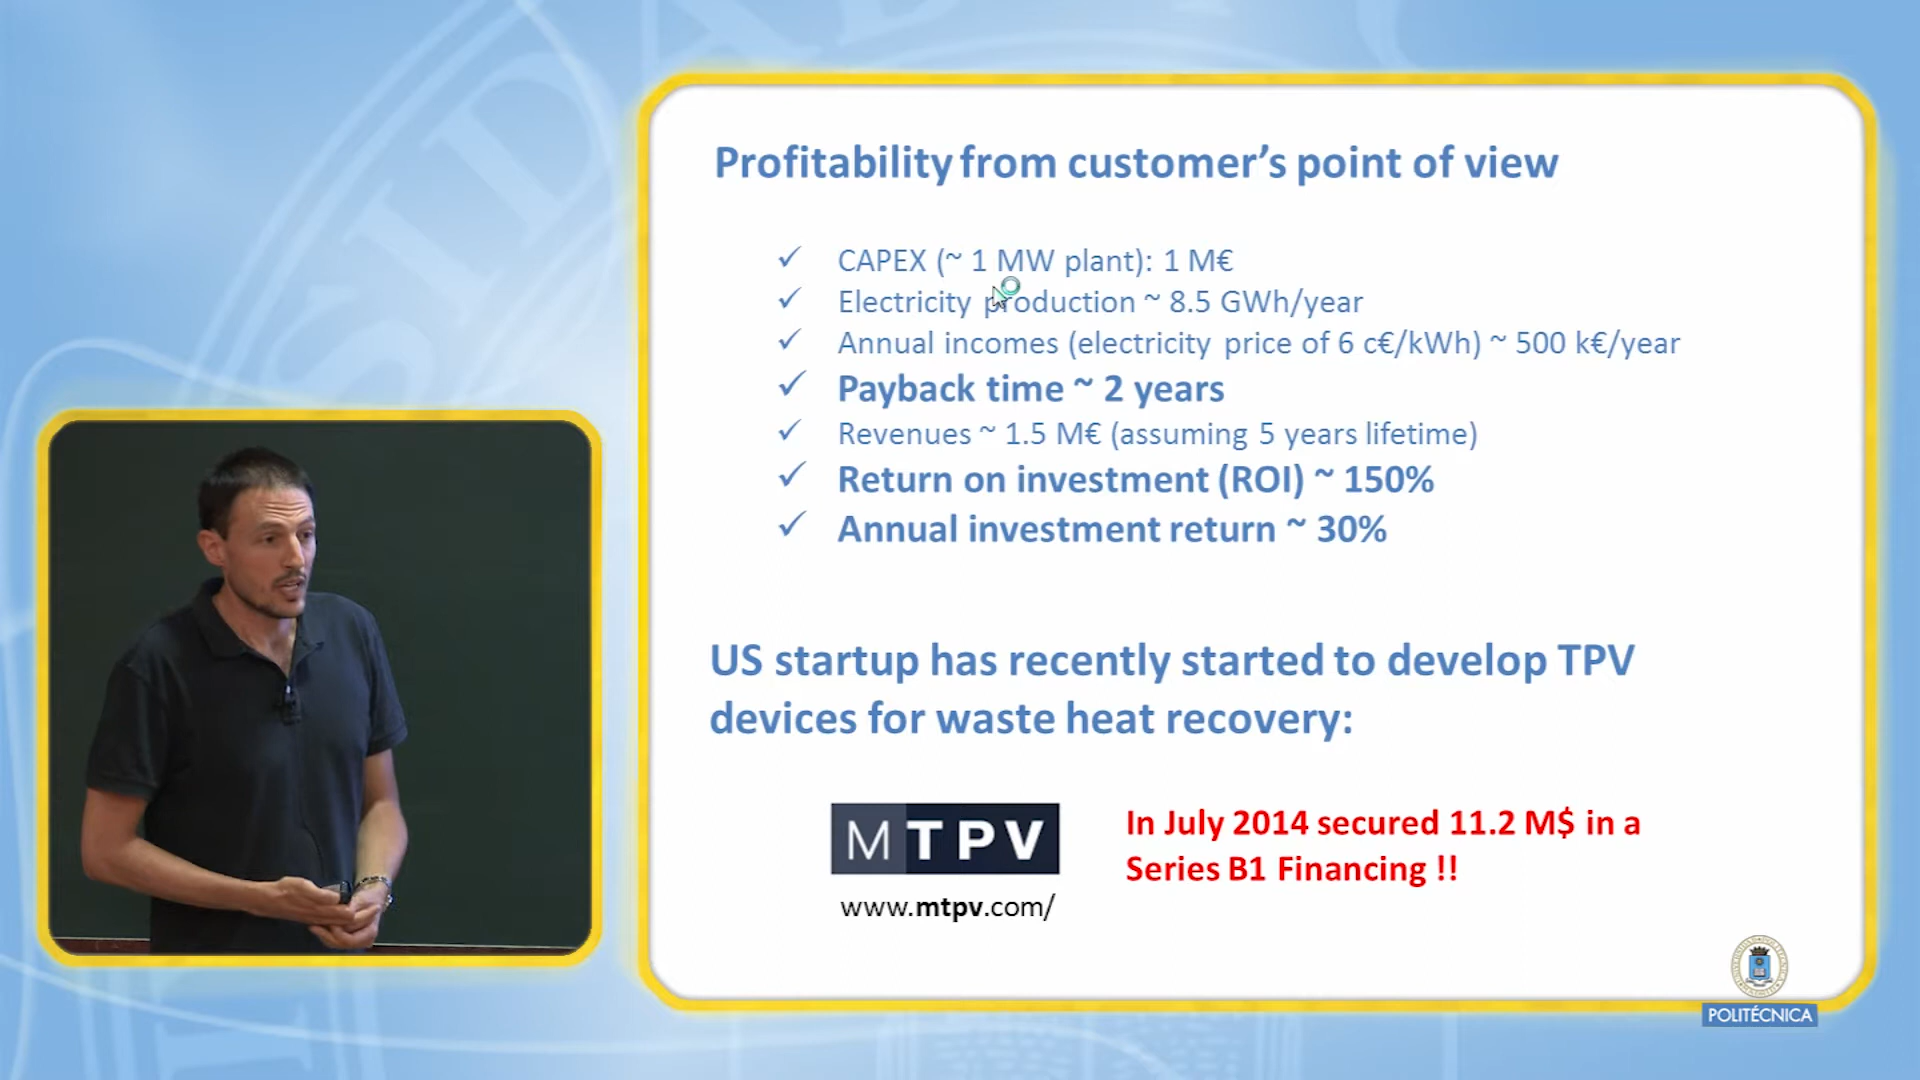 Profitability from customer's point of view
✓ CAPEX (~ 1 MW plant): 1 M€
✓ Electricity production ~ 8.5 GWh/year
✓ Annual incomes (electricity price of 6 c€/kWh) ~ 500 k€/year
✓ Payback time ~ 2 years
✓ Revenues ~ 1.5 M€ (assuming 5 years lifetime)
✓ Return on investment (ROI) ~ 150%
✓ Annual investment return ~ 30%
US startup has recently started to develop TPV
devices for waste heat recovery:
MTPV
www.mtpv.com/
In July 2014 secured 11.2 M$ in a
Series B1 Financing !!
POLITÉCNICA